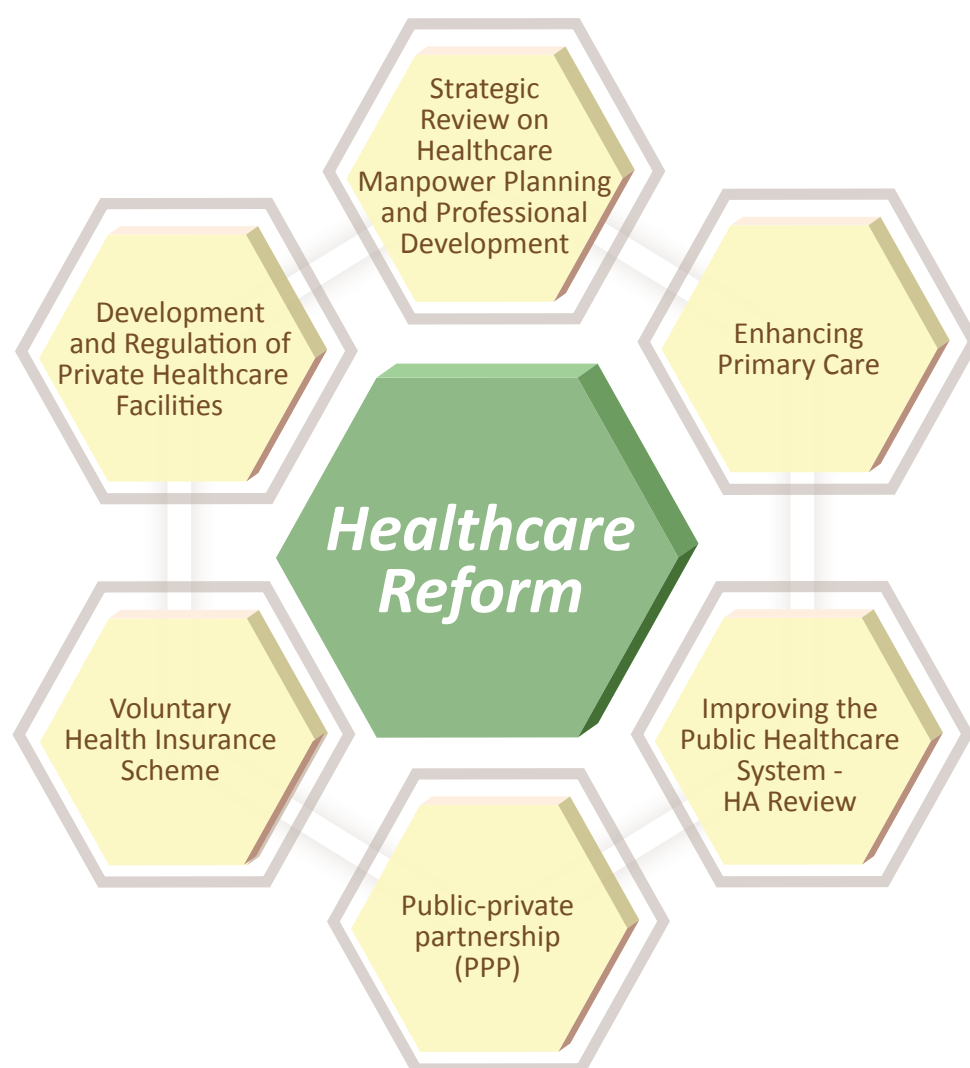 Strategic
Review on
Healthcare
Manpower Planning
and Professional
Development
Enhancing
Primary Care
Improving the
Public Healthcare
System -
HA Review
Public-private
partnership
(PPP)
Voluntary
Health Insurance
Scheme
Development
and Regulation of
Private Healthcare
Facilities
Healthcare
Reform